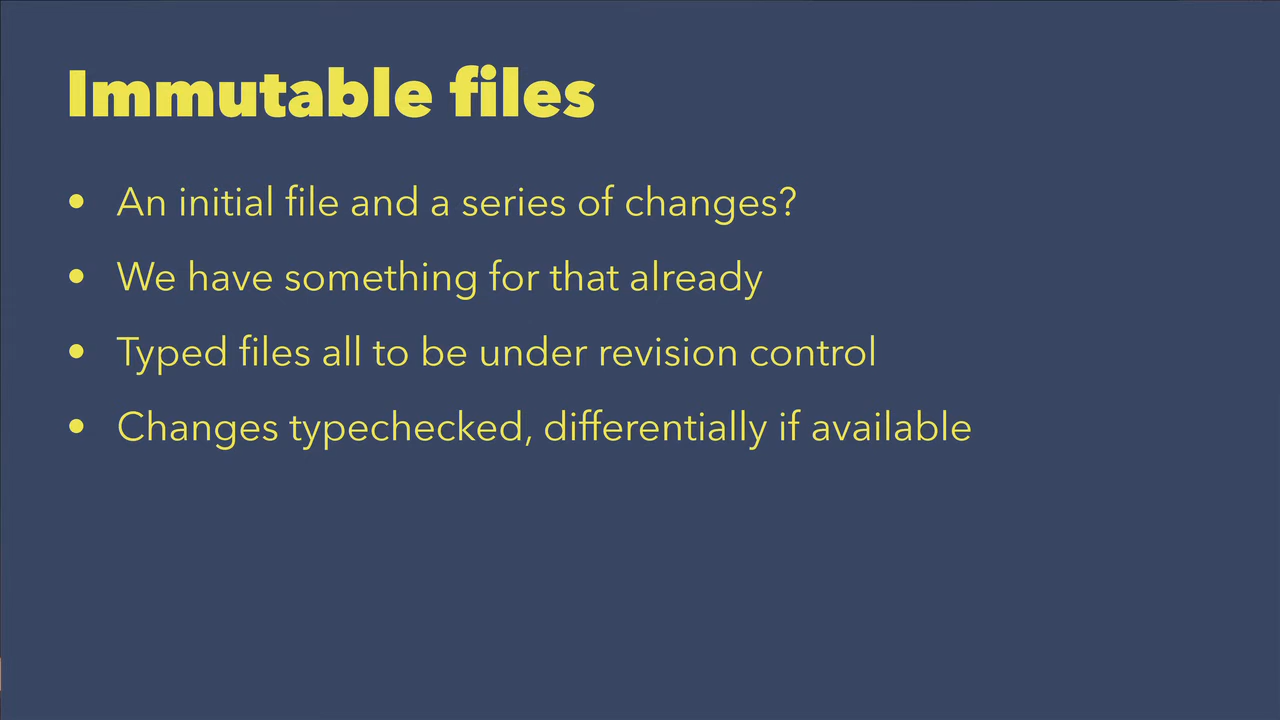 Immutable files
• An initial file and a series of changes?
• We have something for that already
• Typed files all to be under revision control
• Changes typechecked, differentially if available